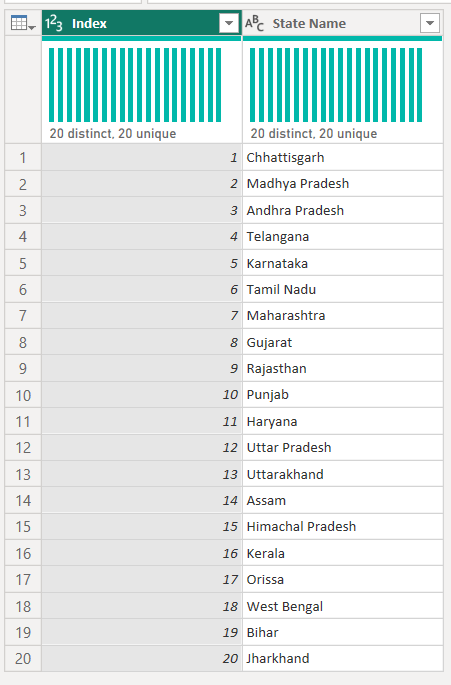 1 2 3 Index A B C State Name
20 distinct, 20 unique 20 distinct, 20 unique
1 1 Chhattisgarh
2 2 Madhya Pradesh
3 3 Andhra Pradesh
4 4 Telangana
5 5 Karnataka
6 6 Tamil Nadu
7 7 Maharashtra
8 8 Gujarat
9 9 Rajasthan
10 10 Punjab
11 11 Haryana
12 12 Uttar Pradesh
13 13 Uttarakhand
14 14 Assam
15 15 Himachal Pradesh
16 16 Kerala
17 17 Orissa
18 18 West Bengal
19 19 Bihar
20 20 Jharkhand